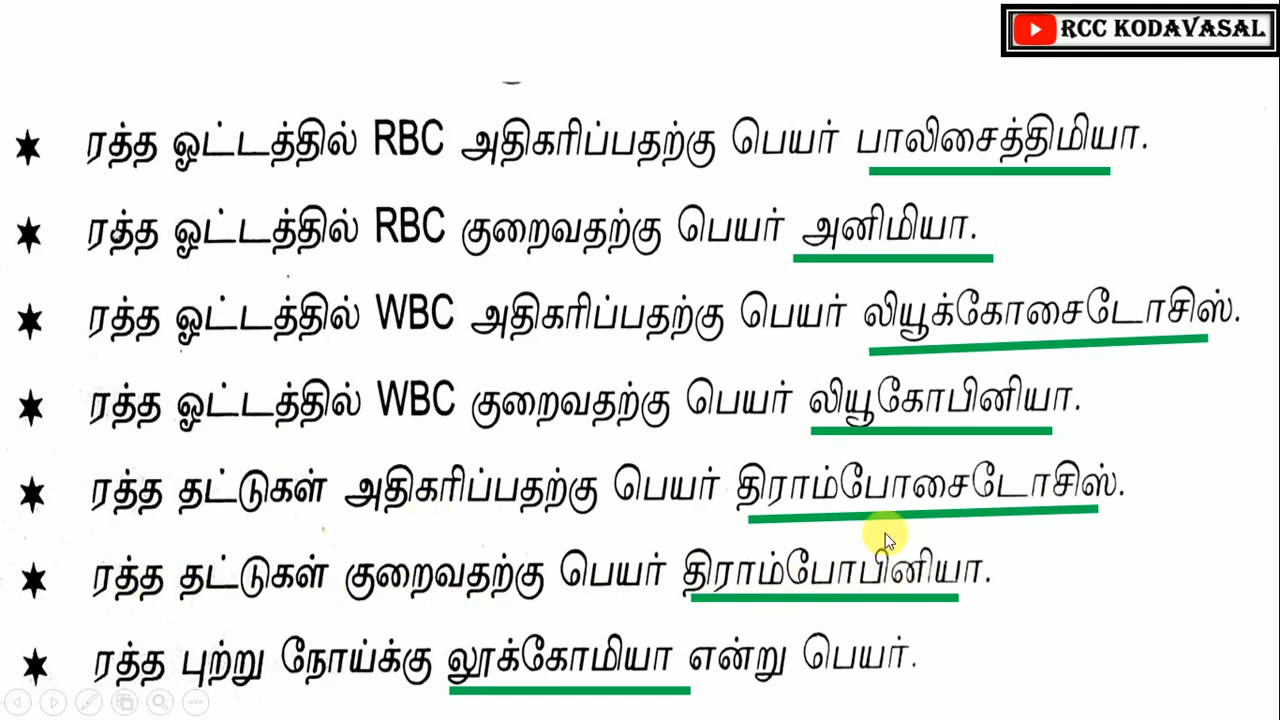 RCC KODAVASAL
★ ரத்த ஓட்டத்தில் RBC அதிகரிப்பதற்கு பெயர் பாலிசைத்திமியா.
★ ரத்த ஓட்டத்தில் RBC குறைவதற்கு பெயர் அனிமியா.
★ ரத்த ஓட்டத்தில் WBC அதிகரிப்பதற்கு பெயர் லியூக்கோசைடோசிஸ்.
★ ரத்த ஓட்டத்தில் WBC குறைவதற்கு பெயர் லியூகோபினியா.
★ ரத்த தட்டுகள் அதிகரிப்பதற்கு பெயர் திராம்போசைடோசிஸ்.
★ ரத்த தட்டுகள் குறைவதற்கு பெயர் திராம்போபினியா.
★ ரத்த புற்று நோய்க்கு லூக்கோமியா என்று பெயர்.